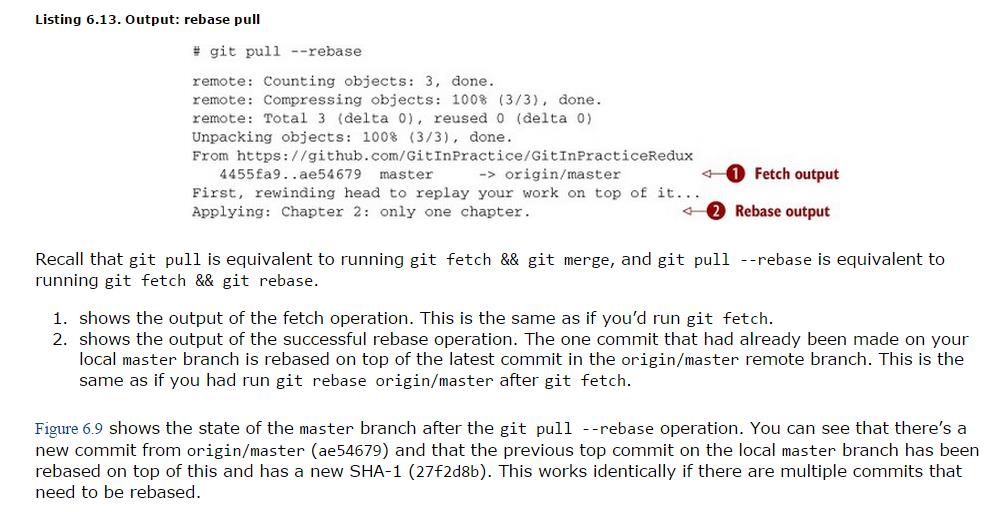 Listing 6.13. Output: rebase pull
# git pull --rebase
remote: Counting objects: 3, done.
remote: Compressing objects: 100% (3/3), done.
remote: Total 3 (delta 0), reused 0 (delta 0)
Unpacking objects: 100% (3/3), done.
From https://github.com/GitInPractice/GitInPracticeRedux
4455fa9..ae54679 master -> origin/master 1 Fetch output
First, rewinding head to replay your work on top of it...
Applying: Chapter 2: only one chapter. 2 Rebase output
Recall that git pull is equivalent to running git fetch && git merge, and git pull --rebase is equivalent to
running git fetch && git rebase.
1. shows the output of the fetch operation. This is the same as if you’d run git fetch.
2. shows the output of the successful rebase operation. The one commit that had already been made on your
local master branch is rebased on top of the latest commit in the origin/master remote branch. This is the
same as if you had run git rebase origin/master after git fetch.
Figure 6.9 shows the state of the master branch after the git pull --rebase operation. You can see that there’s a
new commit from origin/master (ae54679) and that the previous top commit on the local master branch has been
rebased on top of this and has a new SHA-1 (27f2d8b). This works identically if there are multiple commits that
need to be rebased.